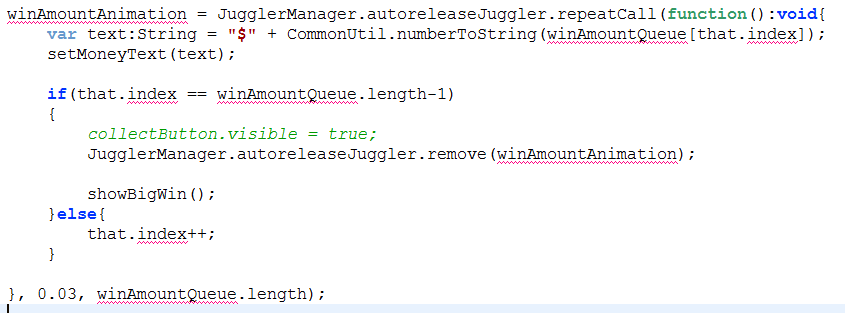 winAmountAnimation = JugglerManager.autoreleaseJuggler.repeatCall(function():void{
    var text:String = "$" + CommonUtil.numberToString(winAmountQueue[that.index]);
    setMoneyText(text);

    if(that.index == winAmountQueue.length-1)
    {
        collectButton.visible = true;
        JugglerManager.autoreleaseJuggler.remove(winAmountAnimation);

        showBigWin();
    }else{
        that.index++;
    }

}, 0.03, winAmountQueue.length);